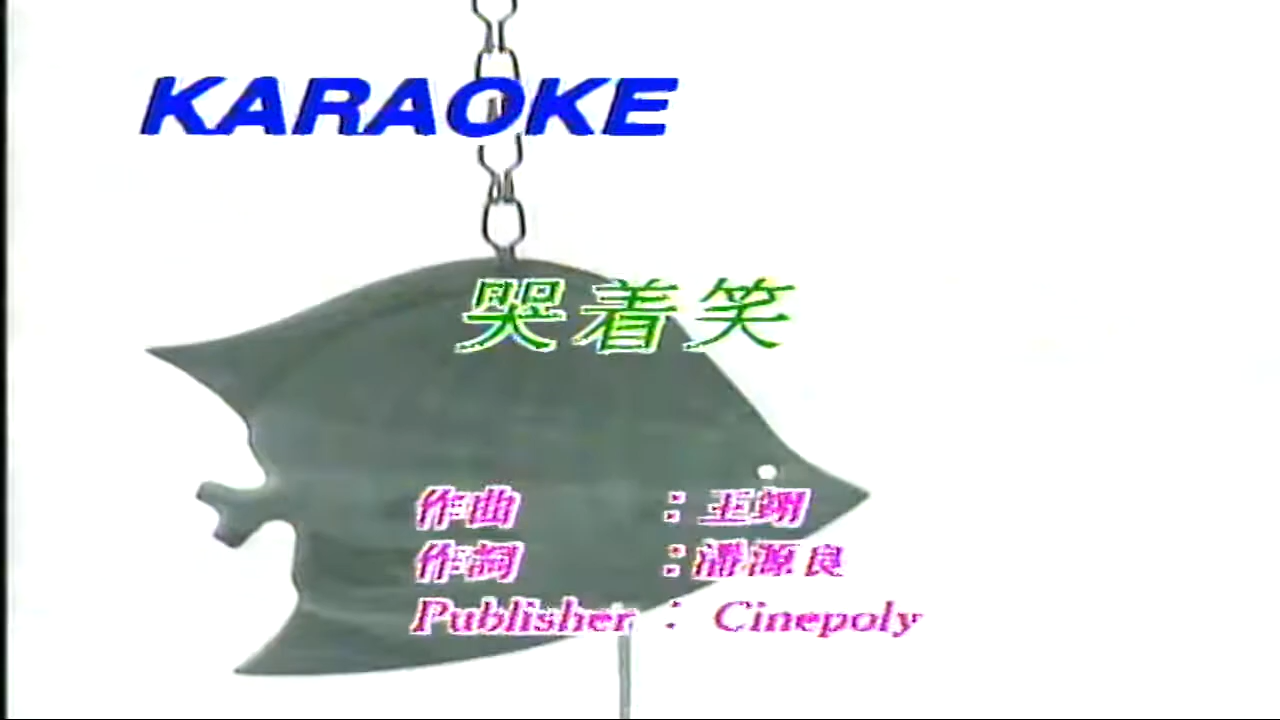 KARAOKE
哭着笑
作曲 : 王翊
作詞 : 潘源良
Publisher : Cinepoly